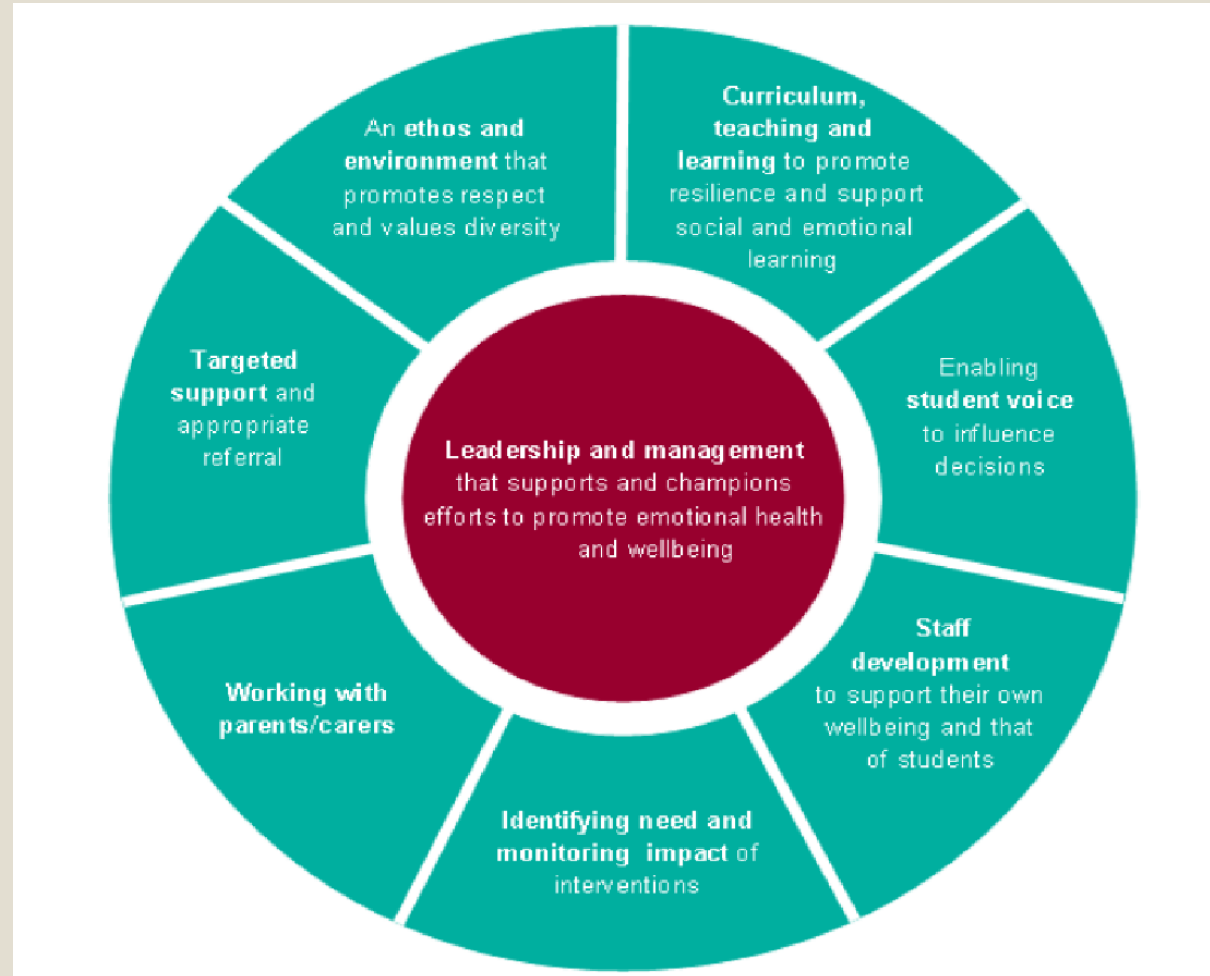 Curriculum,
teaching and
learning to promote
resilience and support
social and emotional
learning
Enabling
student voice
to influence
decisions
Staff
development
to support their own
wellbeing and that
of students
Identifying need and
monitoring impact of
interventions
Working with
parents/carers
Targeted
support and
appropriate
referral
An ethos and
environment that
promotes respect
and values diversity
Leadership and management
that supports and champions
efforts to promote emotional health
and wellbeing